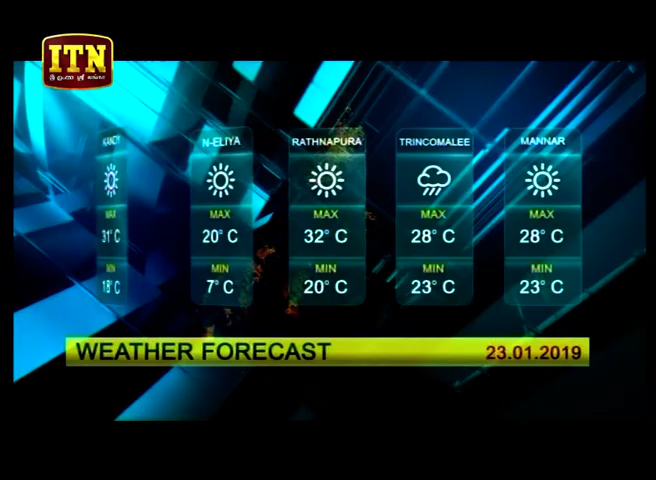 ITN
KANDY
MAX
31° C
MIN
18° C
N-ELIYA
MAX
20° C
MIN
7° C
RATHNAPURA
MAX
32° C
MIN
20° C
TRINCOMALEE
MAX
28° C
MIN
23° C
MANNAR
MAX
28° C
MIN
23° C
WEATHER FORECAST
23.01.2019